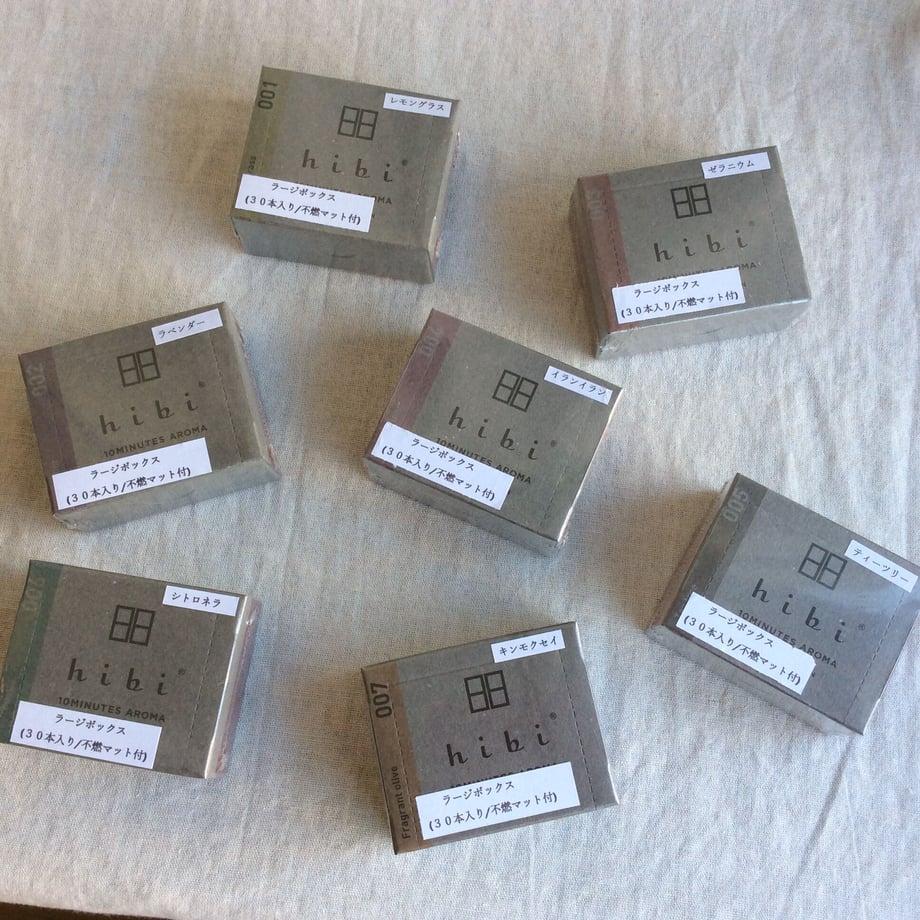 001
レモングラス
hibi®
AROMA
ラージボックス
(30本入り/不燃マット付)
ゼラニウム
hibi®
ラージボックス
(30本入り/不燃マット付)
002
ラベンダー
hibi®
10MINUTES AROMA
ラージボックス
(30本入り/不燃マット付)
イランイラン
hibi®
10MINUTES AROMA
ラージボックス
(30本入り/不燃マット付)
005
ティーツリー
hibi®
10MINUTES AROMA
ラージボックス
(30本入り/不燃マット付)
シトロネラ
hibi®
10MINUTES AROMA
ラージボックス
(30本入り/不燃マット付)
007
キンモクセイ
hibi®
Fragrant olive
ラージボックス
(30本入り/不燃マット付)